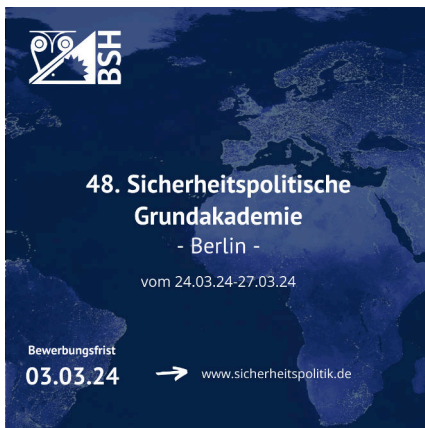 BSH
48. Sicherheitspolitische
Grundakademie
- Berlin -
vom 24.03.24-27.03.24
Bewerbungsfrist
03.03.24
www.sicherheitspolitik.de